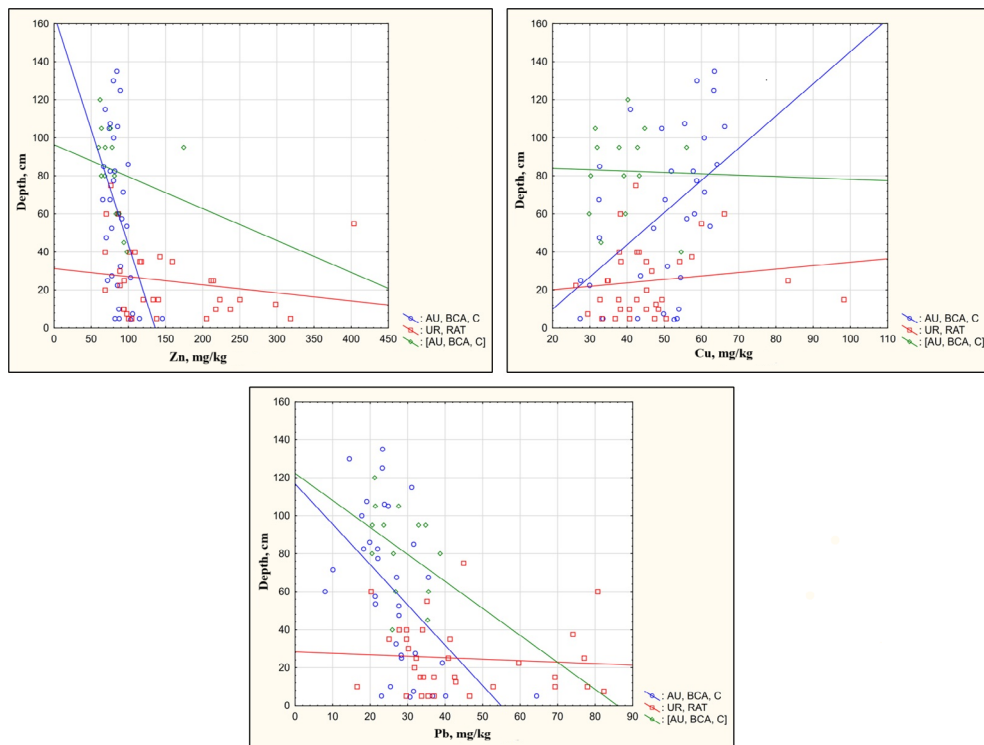 160
140
120
100
80
60
40
20
0
Depth, cm
0 50 100 150 200 250 300 350 400 450
Zn, mg/kg
: AU, BCA, C
: UR, RAT
: [AU, BCA, C]
160
140
120
100
80
60
40
20
0
Depth, cm
20 30 40 50 60 70 80 90 100 110
Cu, mg/kg
: AU, BCA, C
: UR, RAT
: [AU, BCA, C]
160
140
120
100
80
60
40
20
0
Depth, cm
0 10 20 30 40 50 60 70 80 90
Pb, mg/kg
: AU, BCA, C
: UR, RAT
: [AU, BCA, C]